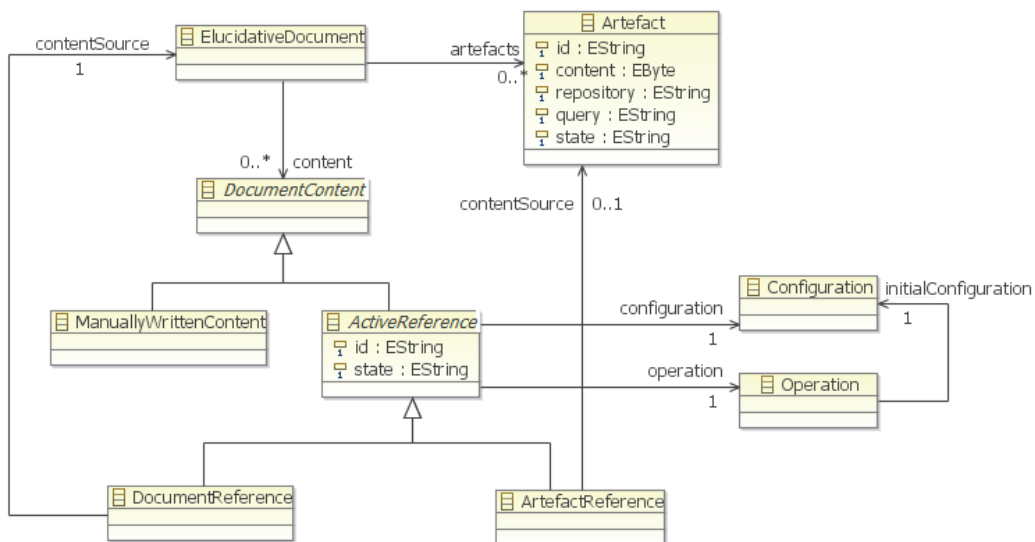 ElucidativeDocument
contentSource
1
artefacts
0..*
Artefact
id : EString
content : EByte
repository : EString
query : EString
state : EString
0..*
content
DocumentContent
contentSource
0..1
ManuallyWrittenContent
ActiveReference
id : EString
state : EString
configuration
1
Configuration
initialConfiguration
1
operation
1
Operation
DocumentReference
ArtefactReference